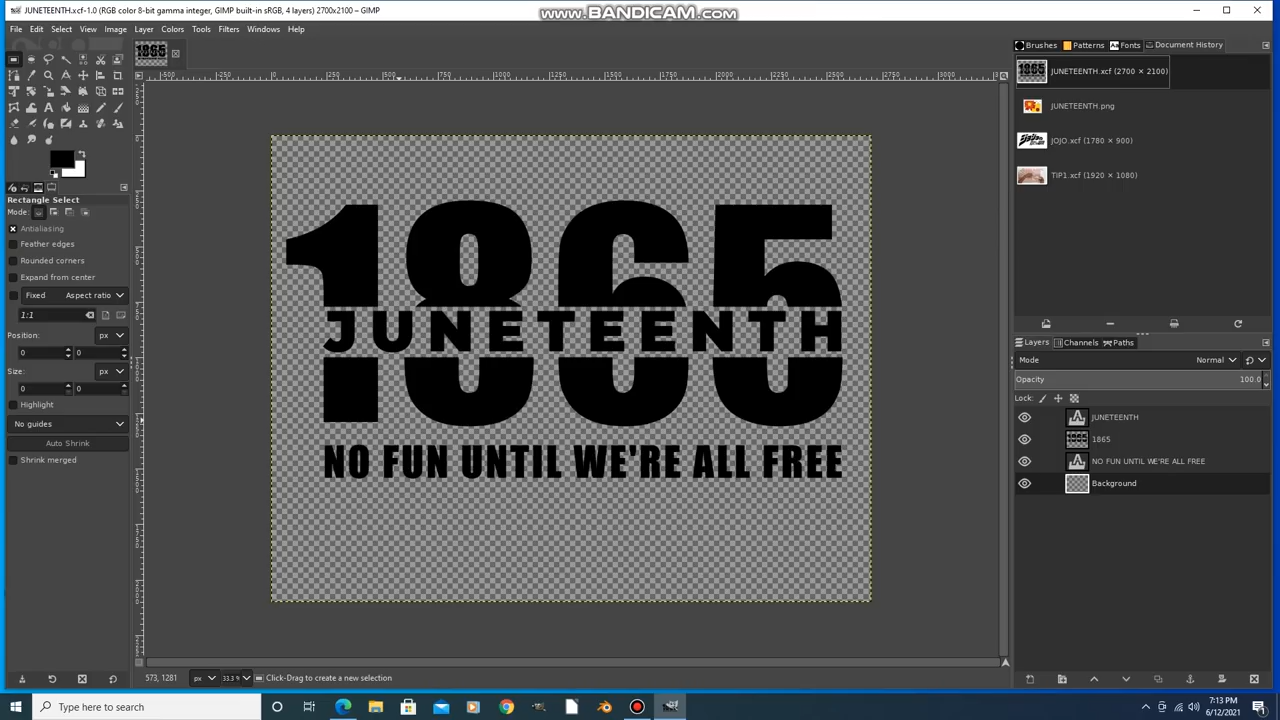 JUNETEENTH.xcf-1.0 (RGB color 8-bit gamma integer, GIMP built-in sRGB, 4 layers) 2700x2100 – GIMP
www.BANDICAM.com
File Edit Select View Image Layer Colors Tools Filters Windows Help
Brushes Patterns Fonts Document History
JUNETEENTH.xcf (2700 × 2100)
JUNETEENTH.png
JOJO.xcf (1780 × 900)
TIP1.xcf (1920 × 1080)
Rectangle Select
Mode:
Antialiasing
Feather edges
Rounded corners
Expand from center
Fixed Aspect ratio
1:1
Position: px
0 0
Size: px
0 0
Highlight
No guides
Auto Shrink
Shrink merged
1865
JUNETEENTH
NO FUN UNTIL WE'RE ALL FREE
Layers Channels Paths
Mode Normal
Opacity 100.0
Lock:
JUNETEENTH
1865
NO FUN UNTIL WE'RE ALL FREE
Background
573, 1281 px 33.3 % Click-Drag to create a new selection
Type here to search
7:13 PM
6/12/2021